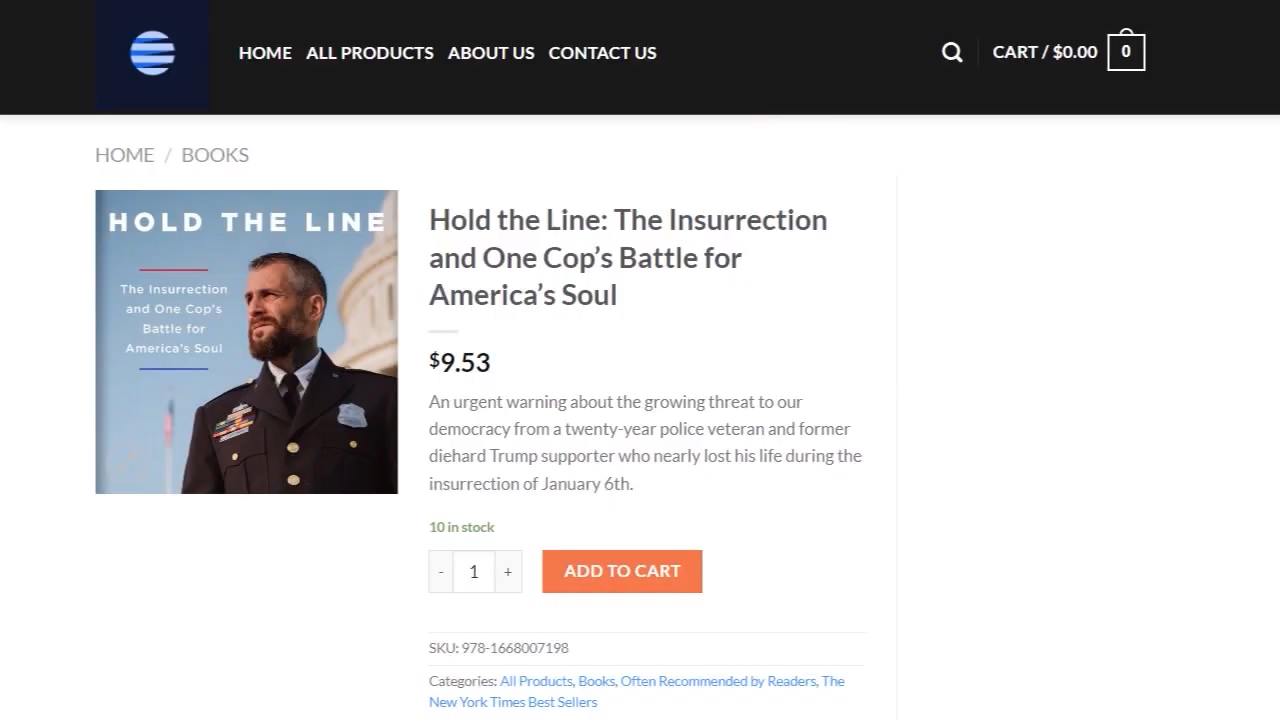 HOME ALL PRODUCTS ABOUT US CONTACT US
CART / $0.00 0
HOME / BOOKS
HOLD THE LINE
The Insurrection
and One Cop's
Battle for
America's Soul
Hold the Line: The Insurrection
and One Cop’s Battle for
America’s Soul
$9.53
An urgent warning about the growing threat to our
democracy from a twenty-year police veteran and former
diehard Trump supporter who nearly lost his life during the
insurrection of January 6th.
10 in stock
- 1 + ADD TO CART
SKU: 978-1668007198
Categories: All Products, Books, Often Recommended by Readers, The
New York Times Best Sellers